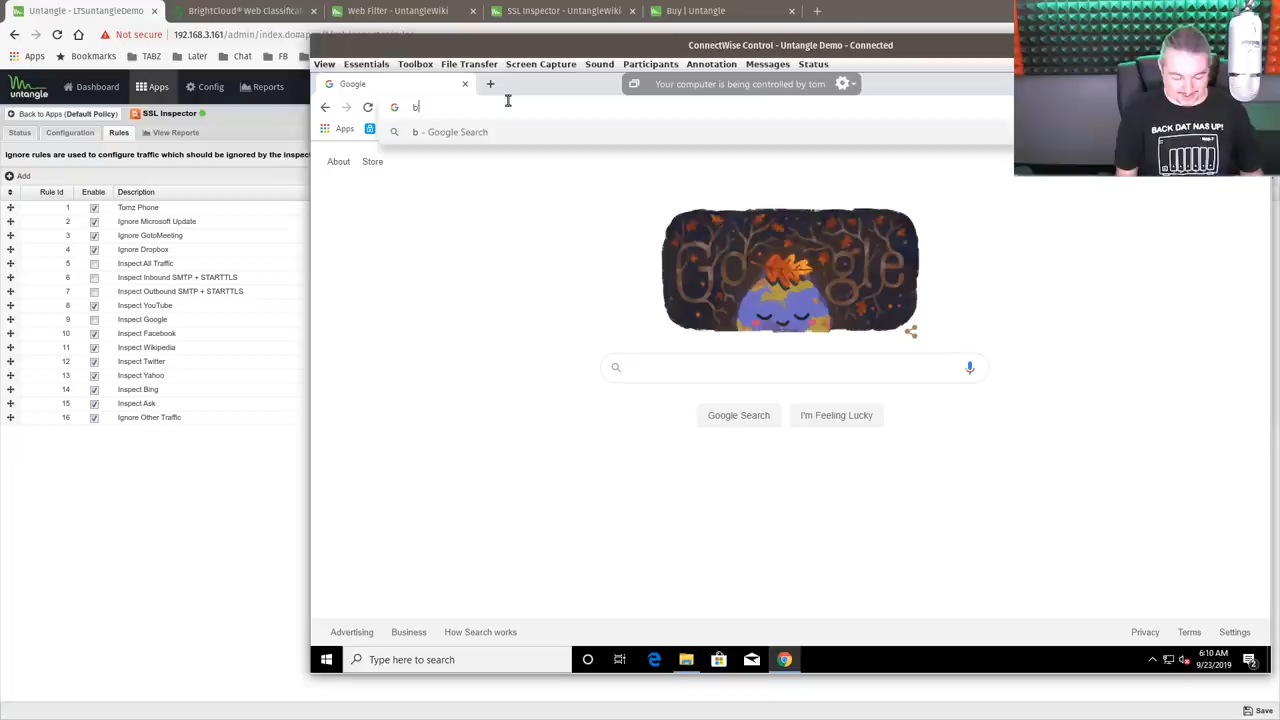 Untangle - LTSuntangleDemo
BrightCloud® Web Classificat
Web Filter - UntangleWiki
SSL Inspector - UntangleWiki
Buy | Untangle
Not secure
192.168.3.161/admin/index.do
Apps
Bookmarks
TABZ
Later
Chat
FB
ConnectWise Control - Untangle Demo - Connected
View
Essentials
Toolbox
File Transfer
Screen Capture
Sound
Participants
Annotation
Messages
Status
untangle
Dashboard
Apps
Config
Reports
Google
Your computer is being controlled by tom
Back to Apps (Default Policy)
SSL Inspector
b
Status
Configuration
Rules
View Reports
Apps
b - Google Search
Ignore rules are used to configure traffic which should be ignored by the inspect
About
Store
Add
Rule Id
Enable
Description
1 Tomz Phone
2 Ignore Microsoft Update
3 Ignore GotoMeeting
4 Ignore Dropbox
5 Inspect All Traffic
6 Inspect Inbound SMTP + STARTTLS
7 Inspect Outbound SMTP + STARTTLS
8 Inspect YouTube
9 Inspect Google
10 Inspect Facebook
11 Inspect Wikipedia
12 Inspect Twitter
13 Inspect Yahoo
14 Inspect Bing
15 Inspect Ask
16 Ignore Other Traffic
Google
Google Search
I'm Feeling Lucky
BACK DAT NAS UP!
Advertising
Business
How Search works
Privacy
Terms
Settings
Type here to search
6:10 AM
9/23/2019
2
Save